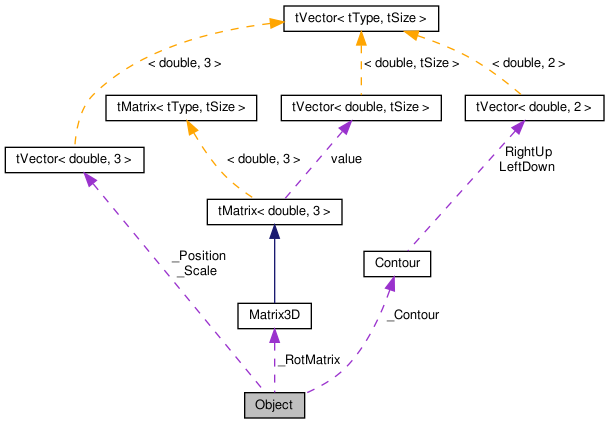 tVector< tType, tSize >
< double, 3 >
< double, tSize >
< double, 2 >
tMatrix< tType, tSize >
tVector< double, tSize >
tVector< double, 2 >
tVector< double, 3 >
< double, 3 >
value
RightUp
LeftDown
tMatrix< double, 3 >
_Position
_Scale
Contour
Matrix3D
_Contour
_RotMatrix
Object